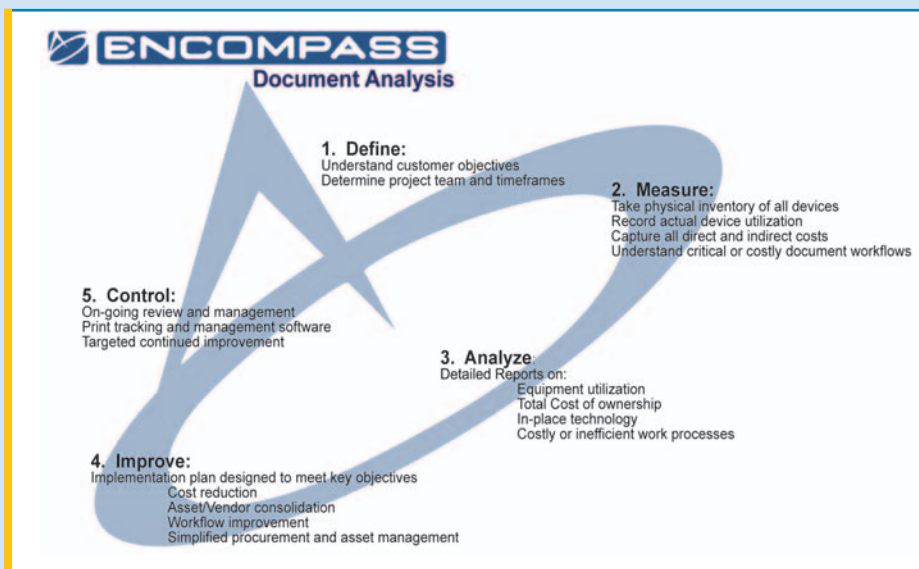 ENCOMPASS
Document Analysis
1. Define:
Understand customer objectives
Determine project team and timeframes
2. Measure:
Take physical inventory of all devices
Record actual device utilization
Capture all direct and indirect costs
Understand critical or costly document workflows
3. Analyze:
Detailed Reports on:
Equipment utilization
Total Cost of ownership
In-place technology
Costly or inefficient work processes
4. Improve:
Implementation plan designed to meet key objectives
Cost reduction
Asset/Vendor consolidation
Workflow improvement
Simplified procurement and asset management
5. Control:
On-going review and management
Print tracking and management software
Targeted continued improvement